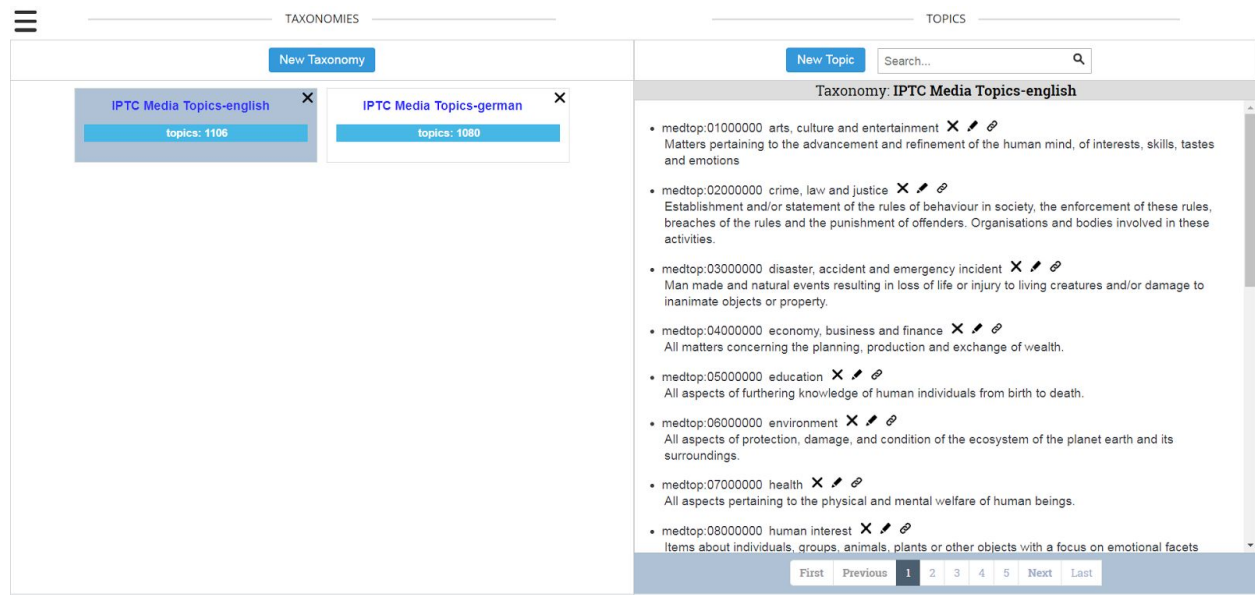 TAXONOMIES
TOPICS
New Taxonomy
New Topic
Search...
IPTC Media Topics-english
topics: 1106
IPTC Media Topics-german
topics: 1080
Taxonomy: IPTC Media Topics-english
medtop:01000000 arts, culture and entertainment
Matters pertaining to the advancement and refinement of the human mind, of interests, skills, tastes
and emotions
medtop:02000000 crime, law and justice
Establishment and/or statement of the rules of behaviour in society, the enforcement of these rules,
breaches of the rules and the punishment of offenders. Organisations and bodies involved in these
activities.
medtop:03000000 disaster, accident and emergency incident
Man made and natural events resulting in loss of life or injury to living creatures and/or damage to
inanimate objects or property.
medtop:04000000 economy, business and finance
All matters concerning the planning, production and exchange of wealth.
medtop:05000000 education
All aspects of furthering knowledge of human individuals from birth to death.
medtop:06000000 environment
All aspects of protection, damage, and condition of the ecosystem of the planet earth and its
surroundings.
medtop:07000000 health
All aspects pertaining to the physical and mental welfare of human beings.
medtop:08000000 human interest
Items about individuals, groups, animals, plants or other objects with a focus on emotional facets
First Previous 1 2 3 4 5 Next Last